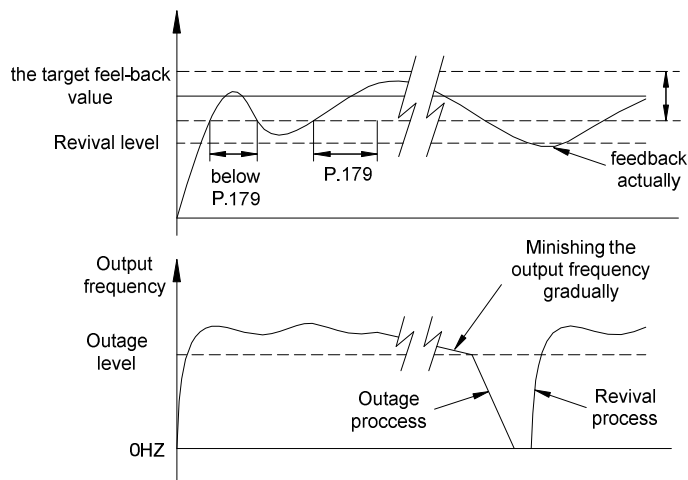 the target feel-back
value
Revival level
below
P.179
P.179
feedback
actually
Output
frequency
Minishing the
output frequency
gradually
Outage
level
Outage
proccess
Revival
process
0HZ